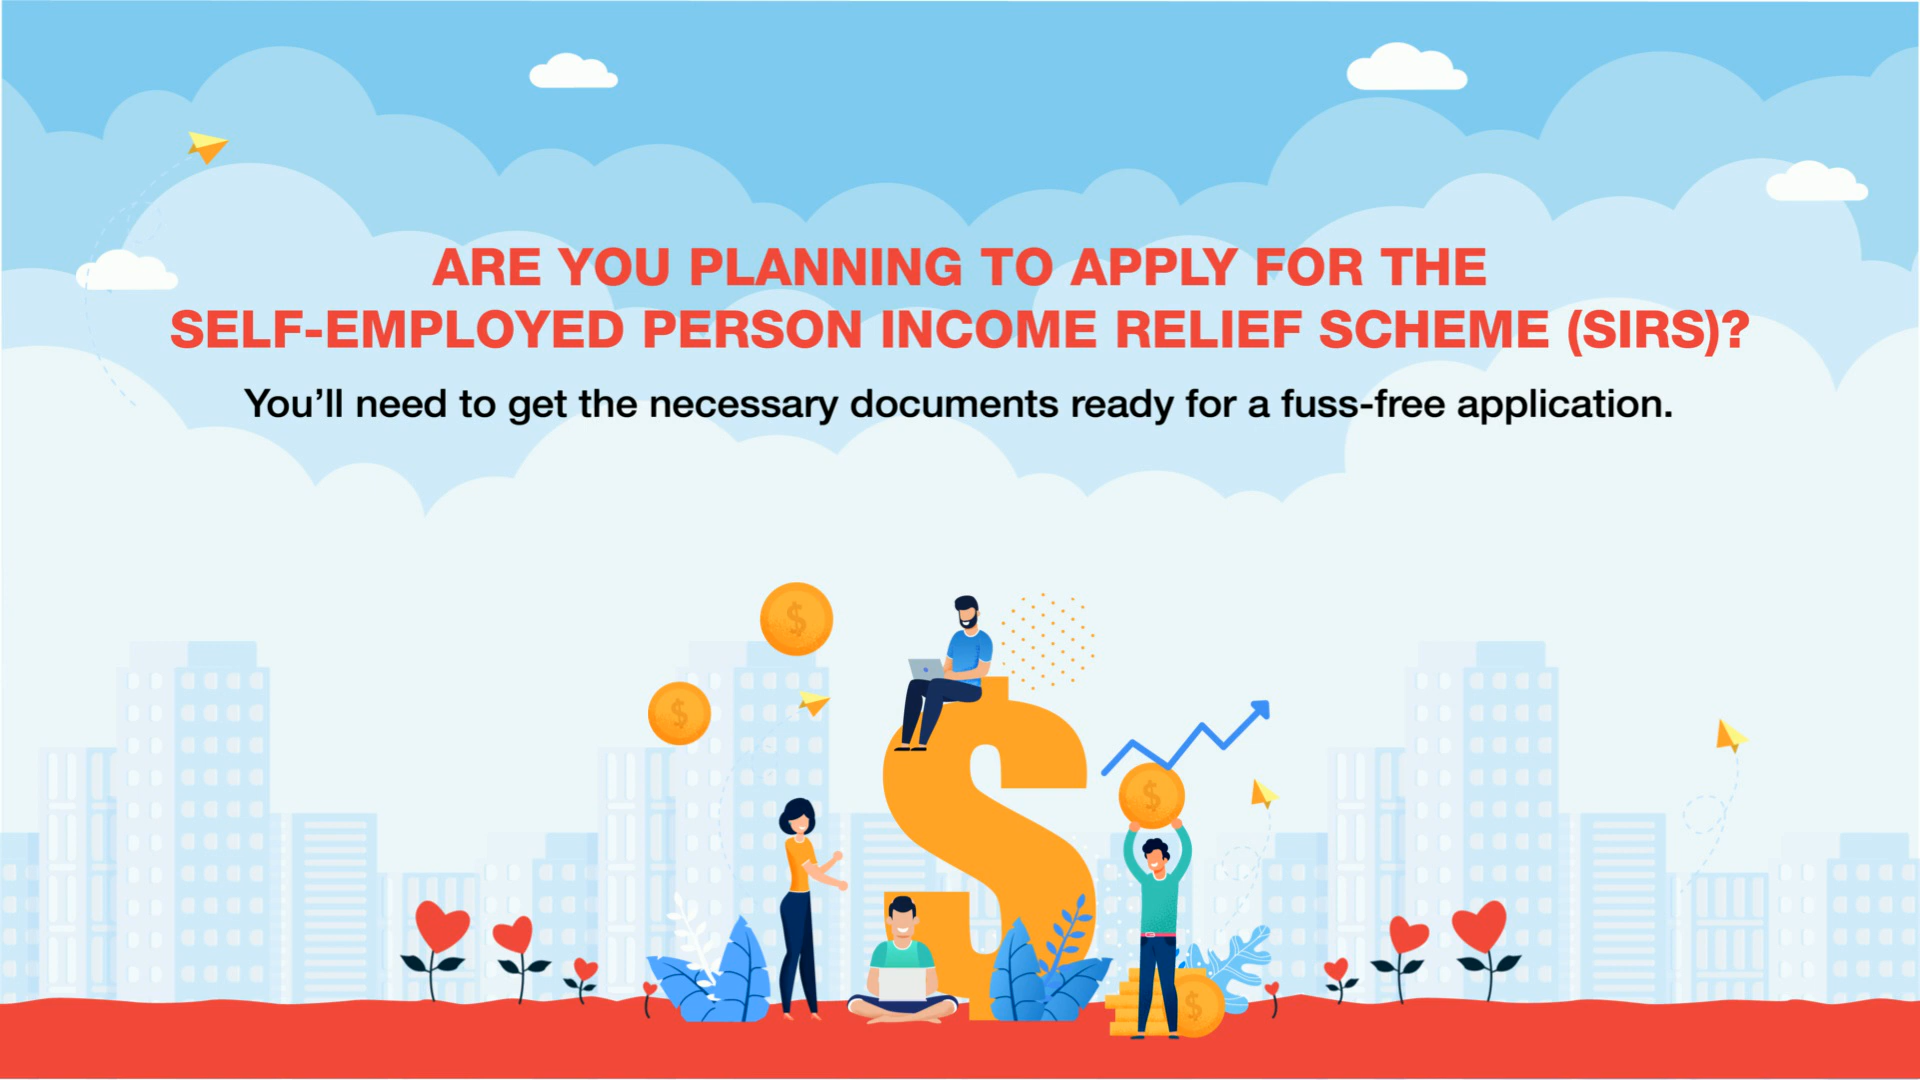 ARE YOU PLANNING TO APPLY FOR THE
SELF-EMPLOYED PERSON INCOME RELIEF SCHEME (SIRS)?
You’ll need to get the necessary documents ready for a fuss-free application.
$
$
$
$
$